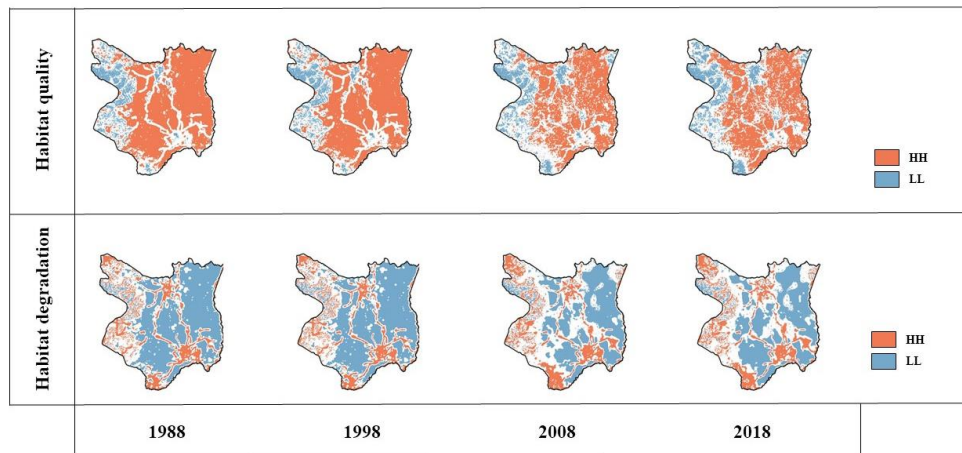 Habitat quality
HH
LL
Habitat degradation
HH
LL
1988
1998
2008
2018